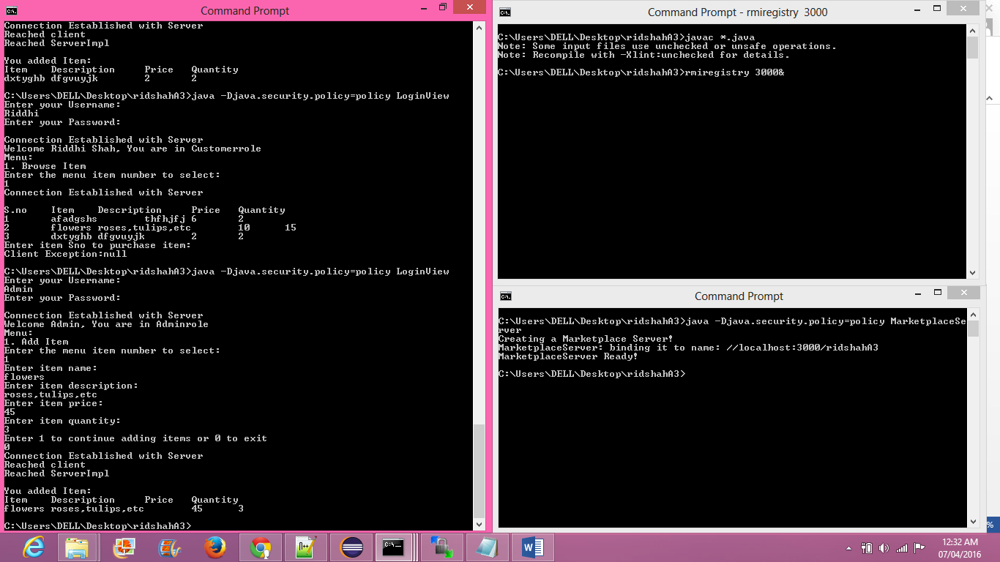 Command Prompt
Connection Established with Server
Reached client
Reached ServerImpl
You added Item:
Item Description Price Quantity
dxtyghb dfgvuyjk 2 2
C:\Users\DELL\Desktop\ridshahA3>java -Djava.security.policy=policy LoginView
Enter your Username:
Riddhi
Enter your Password:
Connection Established with Server
Welcome Riddhi Shah, You are in Customerrole
Menu:
1. Browse Item
Enter the menu item number to select:
1
Connection Established with Server
S.no Item Description Price Quantity
1 afadgshs thfhjfj 6 2
2 flowers roses,tulips,etc 10 15
3 dxtyghb dfgvuyjk 2 2
Enter item Sno to purchase item:
Client Exception:null
C:\Users\DELL\Desktop\ridshahA3>java -Djava.security.policy=policy LoginView
Enter your Username:
Admin
Enter your Password:
Connection Established with Server
Welcome Admin, You are in Adminrole
Menu:
1. Add Item
Enter the menu item number to select:
1
Enter item name:
flowers
Enter item description:
roses,tulips,etc
Enter item price:
45
Enter item quantity:
3
Enter 1 to continue adding items or 0 to exit
0
Connection Established with Server
Reached client
Reached ServerImpl
You added Item:
Item Description Price Quantity
flowers roses,tulips,etc 45 3
C:\Users\DELL\Desktop\ridshahA3>
Command Prompt - rmiregistry 3000
C:\Users\DELL\Desktop\ridshahA3>javac *.java
Note: Some input files use unchecked or unsafe operations.
Note: Recompile with -Xlint:unchecked for details.
C:\Users\DELL\Desktop\ridshahA3>rmiregistry 3000&
Command Prompt
C:\Users\DELL\Desktop\ridshahA3>java -Djava.security.policy=policy MarketplaceSe
rver
Creating a Marketplace Server!
MarketplaceServer: binding it to name: //localhost:3000/ridshahA3
MarketplaceServer Ready!
C:\Users\DELL\Desktop\ridshahA3>
%
12:32 AM
07/04/2016